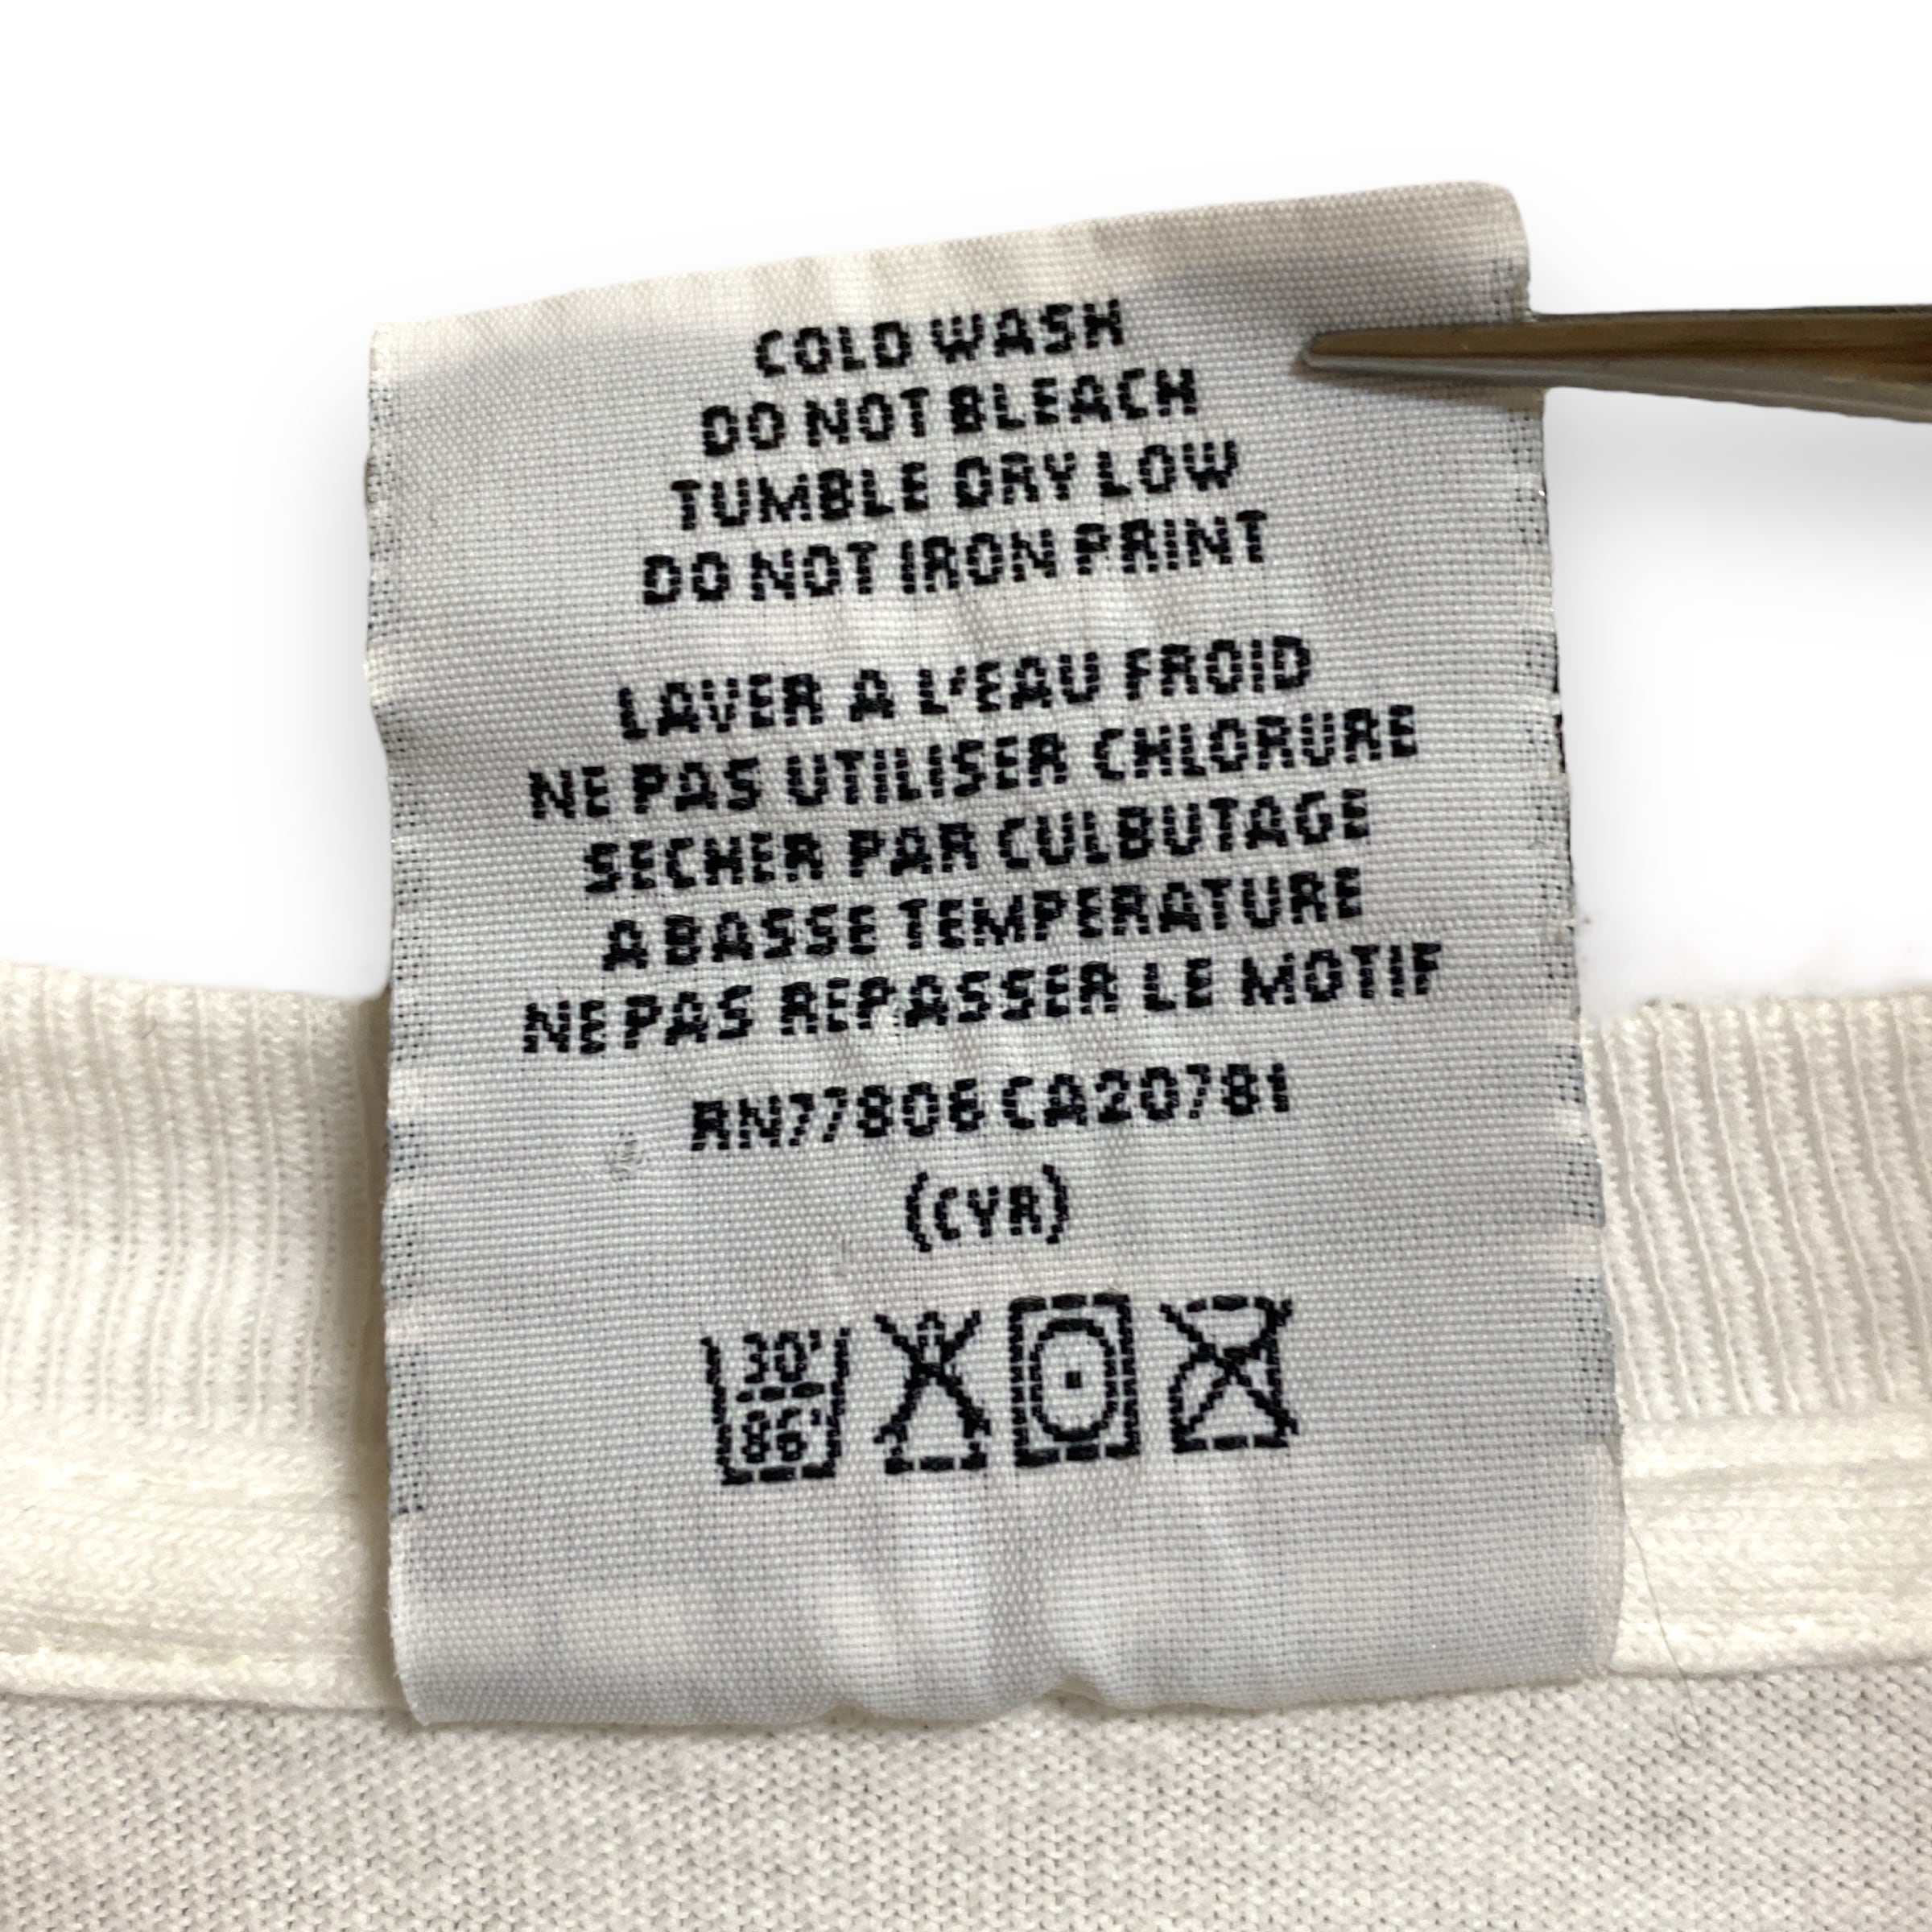 COLD WASH
DO NOT BLEACH
TUMBLE DRY LOW
DO NOT IRON PRINT
LAVER A L'EAU FROID
NE PAS UTILISER CHLORURE
SECHER PAR CULBUTAGE
A BASSE TEMPERATURE
NE PAS REPASSER LE MOTIF
RN77806 CA20781
(CYR)
30°
86°